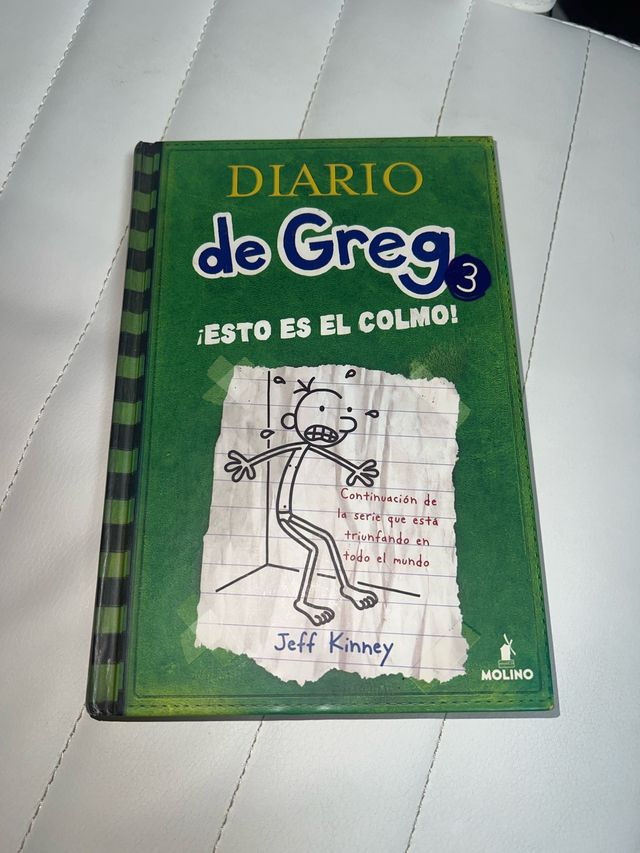 DIARIO
de Greg 3
¡ESTO ES EL COLMO!
Continuación de
la serie que está
triunfando en
todo el mundo
Jeff Kinney
MOLINO